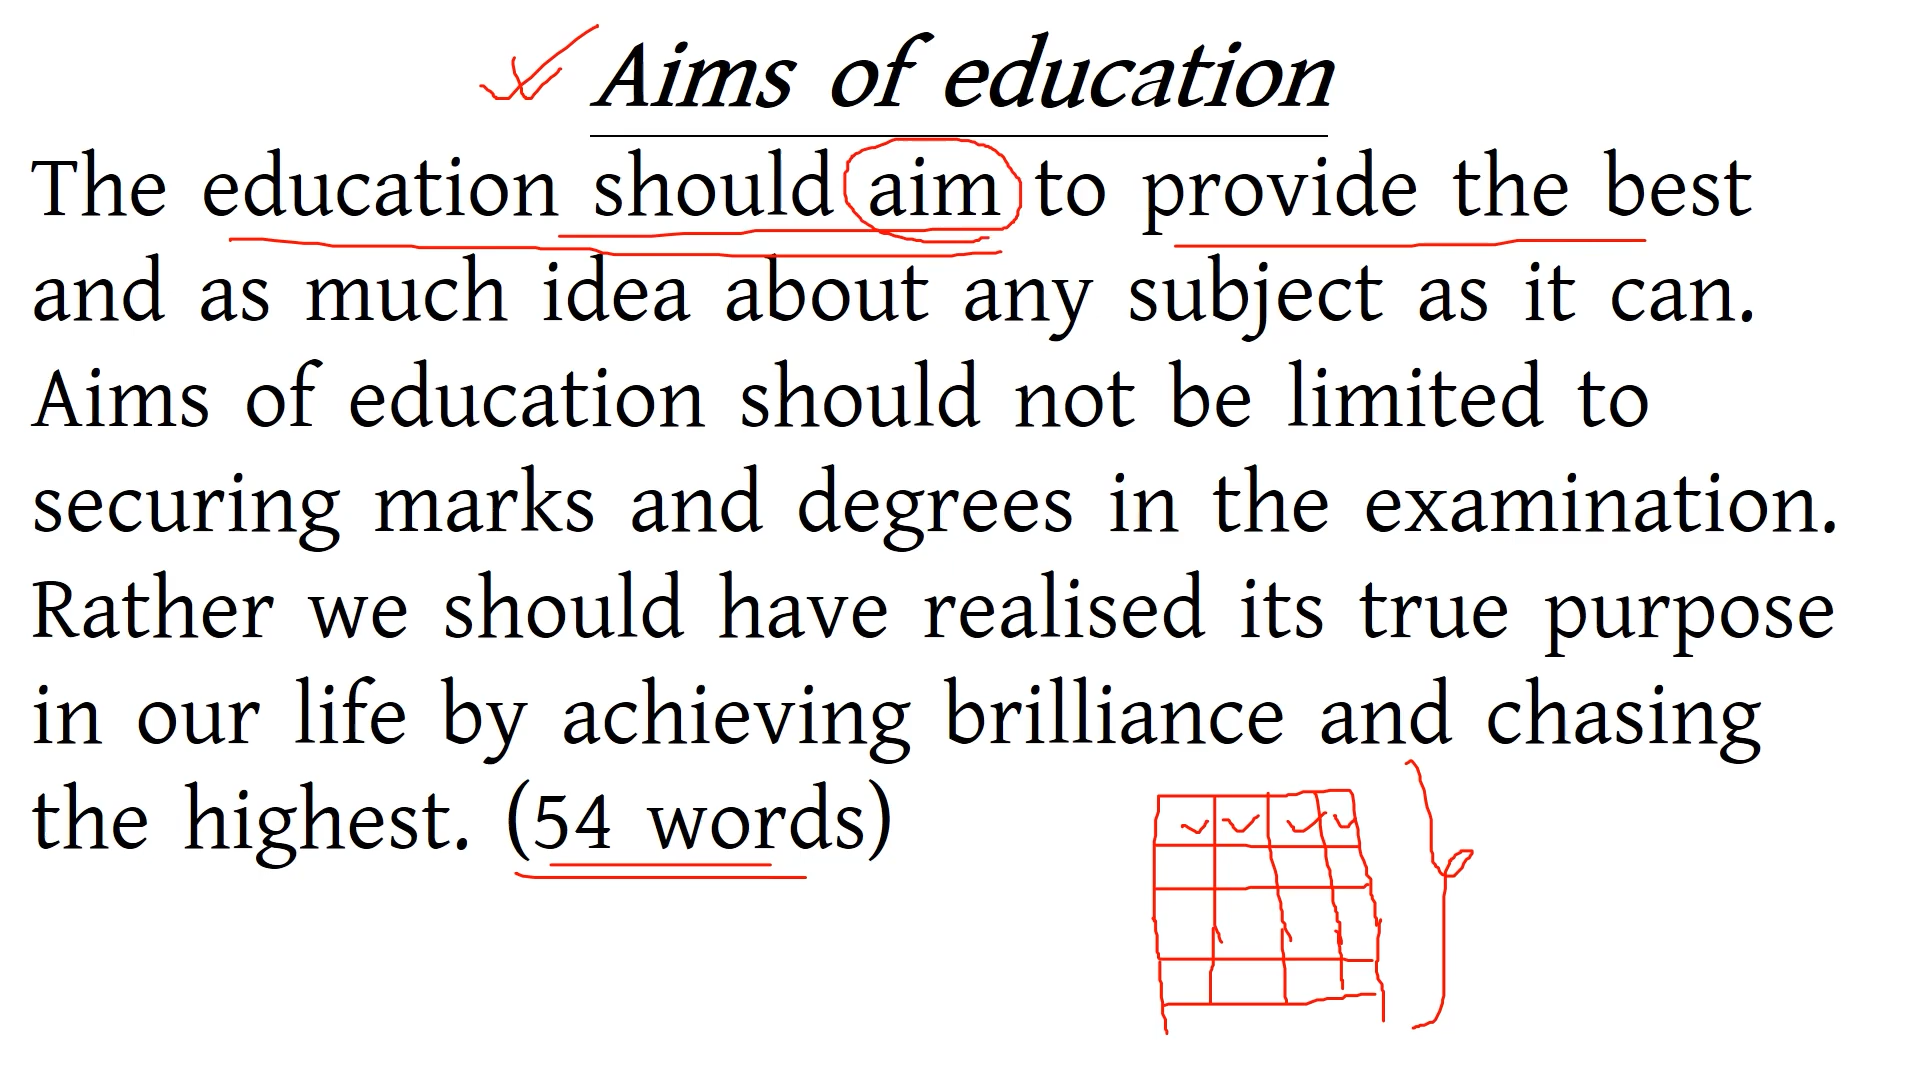 Aims of education
The education should aim to provide the best
and as much idea about any subject as it can.
Aims of education should not be limited to
securing marks and degrees in the examination.
Rather we should have realised its true purpose
in our life by achieving brilliance and chasing
the highest. (54 words)